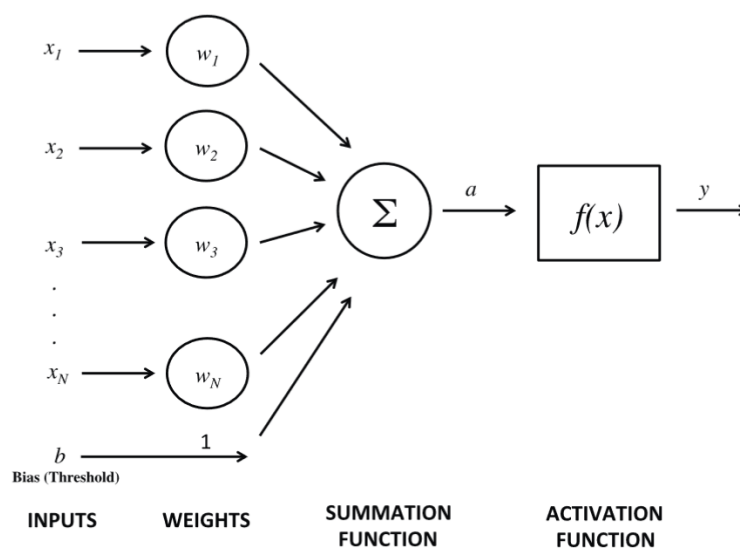 x1 w1
x2 w2
x3 w3
Σ a f(x) y
.
.
.
xN wN
b 1
Bias (Threshold)
INPUTS WEIGHTS SUMMATION FUNCTION ACTIVATION FUNCTION